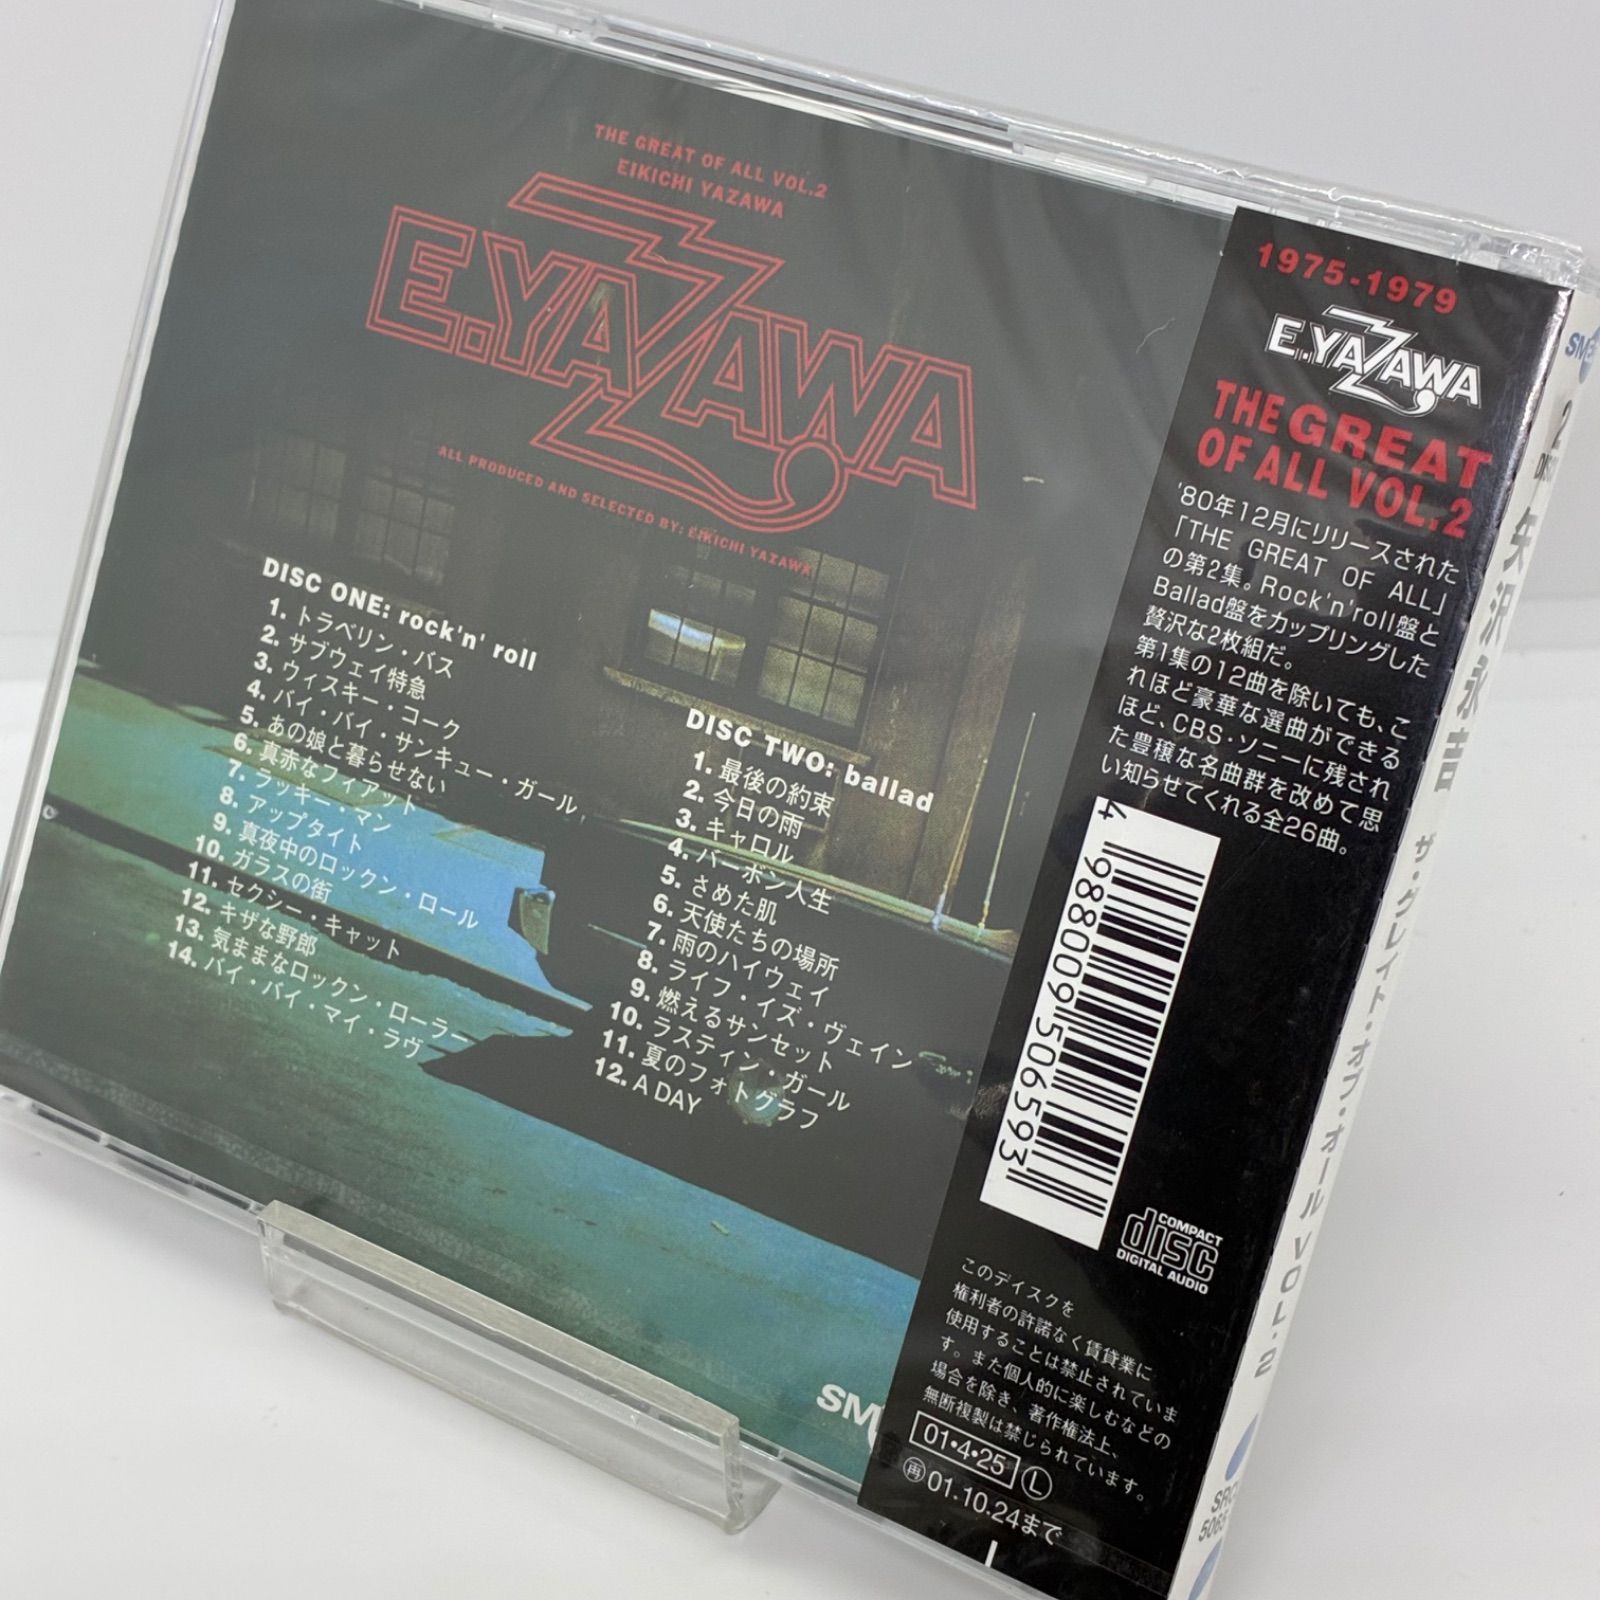 THE GREAT OF ALL VOL.2
EIKICHI YAZAWA
E.YAZAWA
ALL PRODUCED AND SELECTED BY: EIKICHI YAZAWA
DISC ONE: rock'n' roll
1. トラベリン・バス
2. サブウェイ特急
3. ウィスキー・コーク
4. バイ・バイ・サンキュー・ガール
5. あの娘と暮らせない
6. 真赤なフィアット
7. ラッキー・マン
8. アップタイト
9. 真夜中のロックン・ロール
10. ガラスの街
11. セクシー・キャット
12. キザな野郎
13. 気ままなロックン・ローラー
14. バイ・バイ・マイ・ラヴ
DISC TWO: ballad
1. 最後の約束
2. 今日の雨
3. キャロル
4. バーボン人生
5. さめた肌
6. 天使たちの場所
7. 雨のハイウェイ
8. ライフ・イズ・ヴェイン
9. 燃えるサンセット
10. ラスティン・ガール
11. 夏のフォトグラフ
12. A DAY
1975-1979
E.YAZAWA
THE GREAT
OF ALL VOL.2
'80年12月にリリースされた
「THE GREAT OF ALL」
の第2集。Rock'n'roll盤と
Ballad盤をカップリングした
贅沢な2枚組だ。
第1集の12曲を除いても、こ
れほど豪華な選曲ができる
ほど、CBS・ソニーに残され
た豊穣な名曲群を改めて思
い知らせてくれる全26曲。
4 988009 506593
COMPACT
disc
DIGITAL AUDIO
このディスクを
権利者の許諾なく賃貸業に
使用することは禁止されていま
す。また個人的に楽しむなどの
場合を除き、著作権法上、
無断複製は禁じられています。
01・4・25 Ⓛ
再 01.10.24まで
矢沢永吉 ザ・グレイト・オブ・オール VOL.2